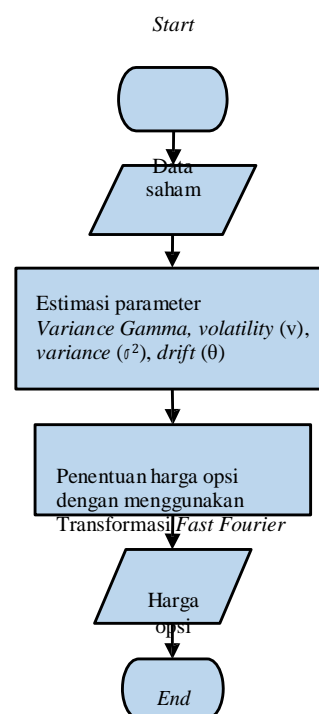 Start
Data
saham
Estimasi parameter
Variance Gamma, volatility (v),
variance (σ²), drift (θ)
Penentuan harga opsi
dengan menggunakan
Transformasi Fast Fourier
Harga
opsi
End